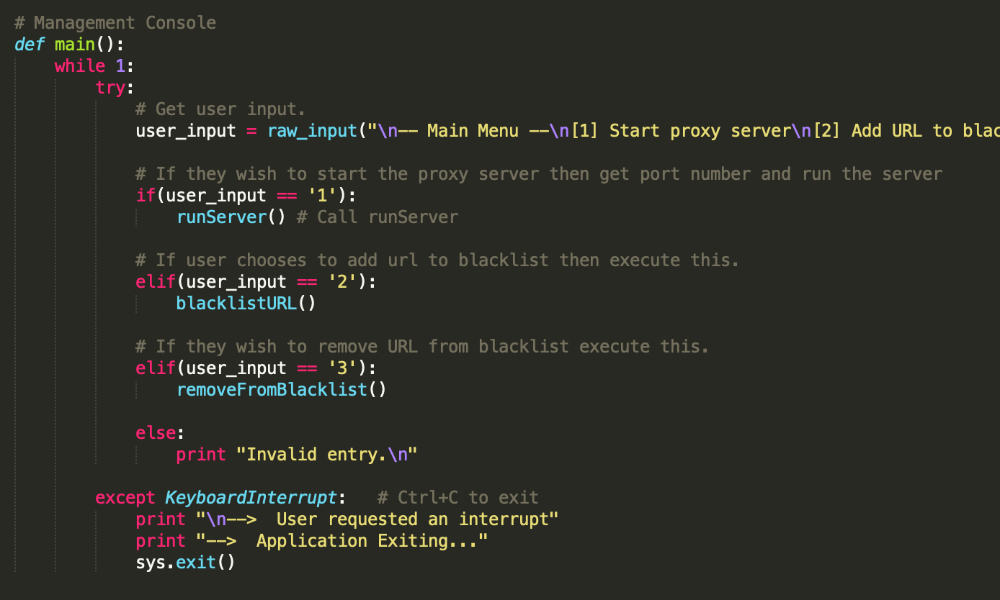 # Management Console
def main():
    while 1:
        try:
            # Get user input.
            user_input = raw_input("\n-- Main Menu --\n[1] Start proxy server\n[2] Add URL to
            # If they wish to start the proxy server then get port number and run the server
            if(user_input == '1'):
                runServer() # Call runServer
            # If user chooses to add url to blacklist then execute this.
            elif(user_input == '2'):
                blacklistURL()
            # If they wish to remove URL from blacklist execute this.
            elif(user_input == '3'):
                removeFromBlacklist()
            else:
                print "Invalid entry.\n"
        except KeyboardInterrupt:   # Ctrl+C to exit
            print "\n-->  User requested an interrupt"
            print "-->  Application Exiting..."
            sys.exit()